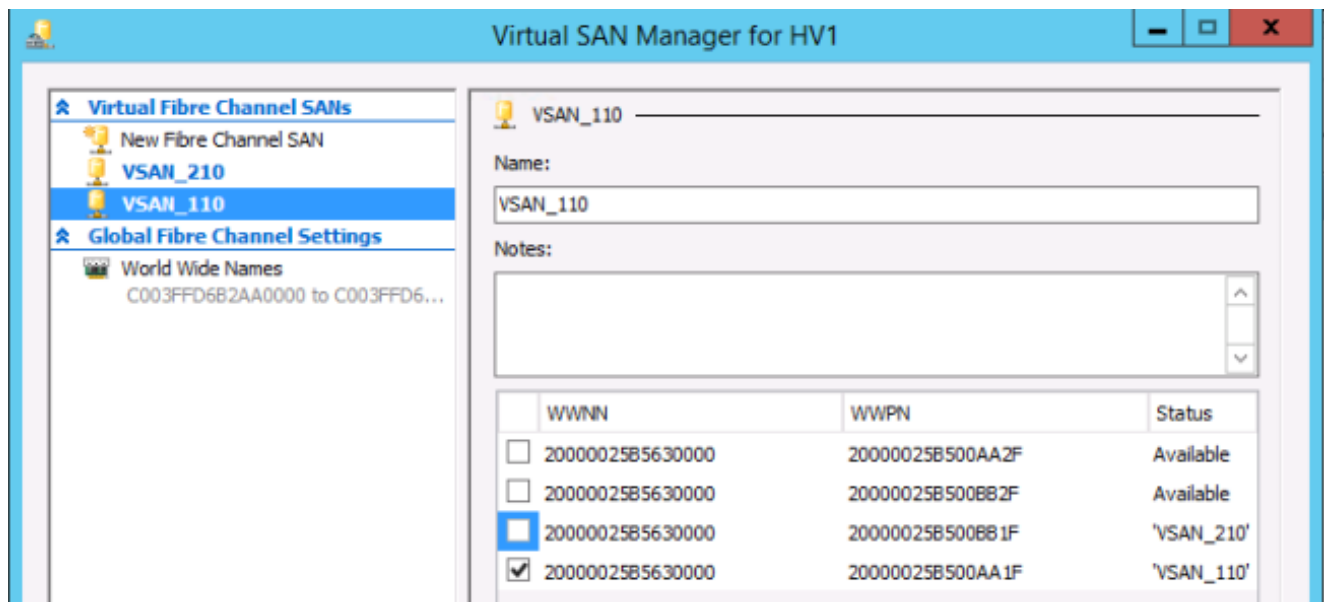 Virtual SAN Manager for HV1
Virtual Fibre Channel SANs
New Fibre Channel SAN
VSAN_210
VSAN_110
Global Fibre Channel Settings
World Wide Names
C003FFD6B2AA0000 to C003FFD6...
VSAN_110
Name:
VSAN_110
Notes:
WWNN WWPN Status
20000025B5630000 20000025B500AA2F Available
20000025B5630000 20000025B500BB2F Available
20000025B5630000 20000025B500BB1F 'VSAN_210'
20000025B5630000 20000025B500AA1F 'VSAN_110'